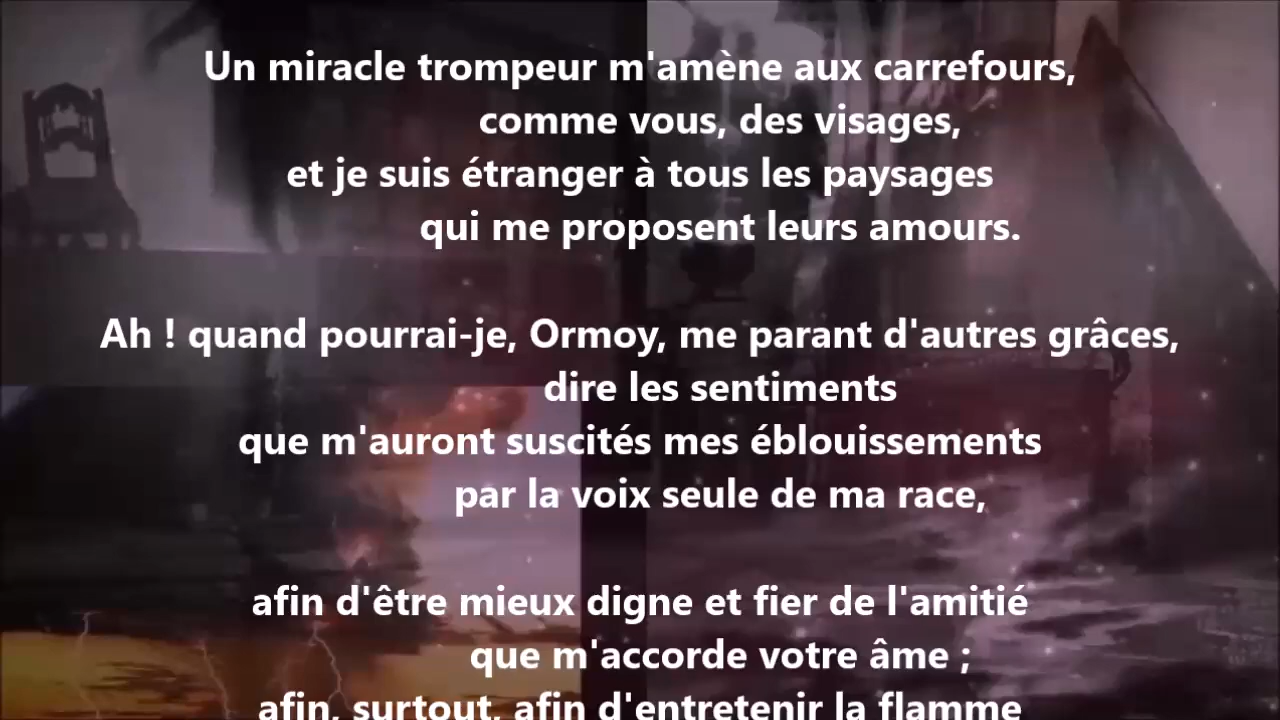 Un miracle trompeur m'amène aux carrefours,
comme vous, des visages,
et je suis étranger à tous les paysages
qui me proposent leurs amours.
Ah ! quand pourrai-je, Ormoy, me parant d'autres grâces,
dire les sentiments
que m'auront suscités mes éblouissements
par la voix seule de ma race,
afin d'être mieux digne et fier de l'amitié
que m'accorde votre âme ;
afin, surtout, afin d'entretenir la flamme